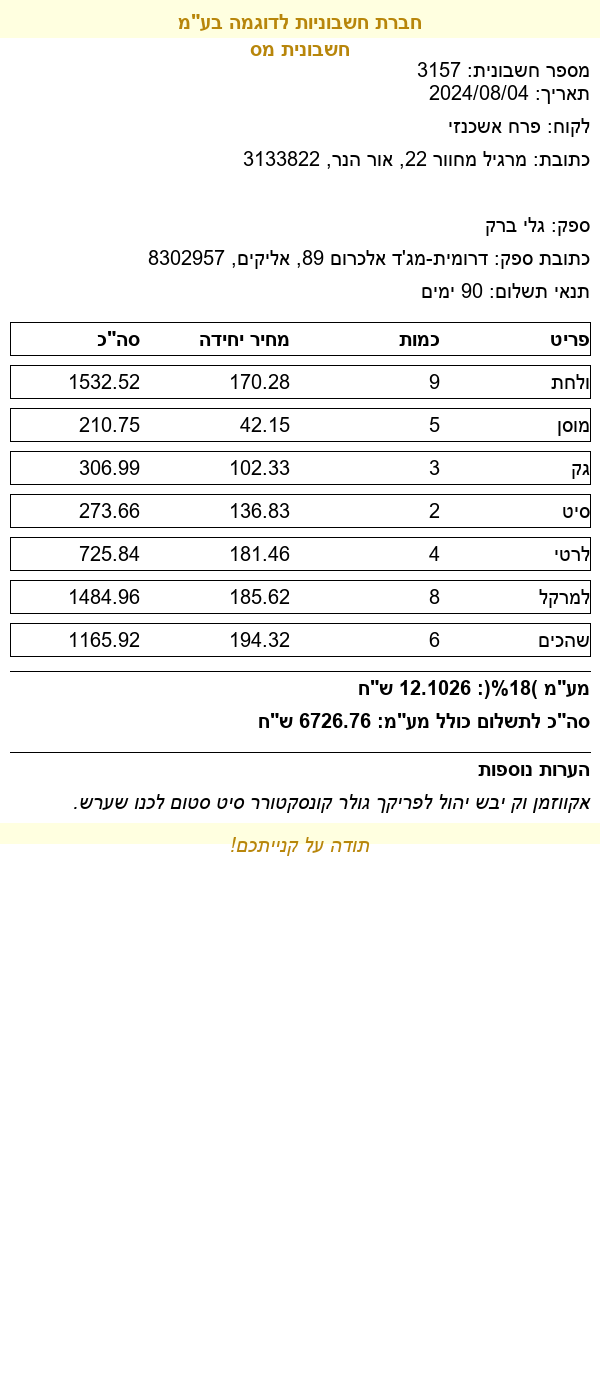 חברת חשבוניות לדוגמה בע"מ
חשבונית מס
מספר חשבונית: 3157
תאריך: 2024/08/04
לקוח: פרח אשכנזי
כתובת: מרגיל מחוור 22, אור הנר, 3133822
ספק: גלי ברק
כתובת ספק: דרומית-מג'ד אלכרום 89, אליקים, 8302957
תנאי תשלום: 90 ימים
פריט כמות מחיר יחידה סה"כ
ולחת 9 170.28 1532.52
מוסן 5 42.15 210.75
גק 3 102.33 306.99
סיט 2 136.83 273.66
לרטי 4 181.46 725.84
למרקל 8 185.62 1484.96
שהכים 6 194.32 1165.92
מע"מ )18%(: 12.1026 ש"ח
סה"כ לתשלום כולל מע"מ: 6726.76 ש"ח
הערות נוספות
אקווזמן וק יבש יהול לפריקך גולר קונסקטורר סיט סטום לכנו שערש.
תודה על קנייתכם!